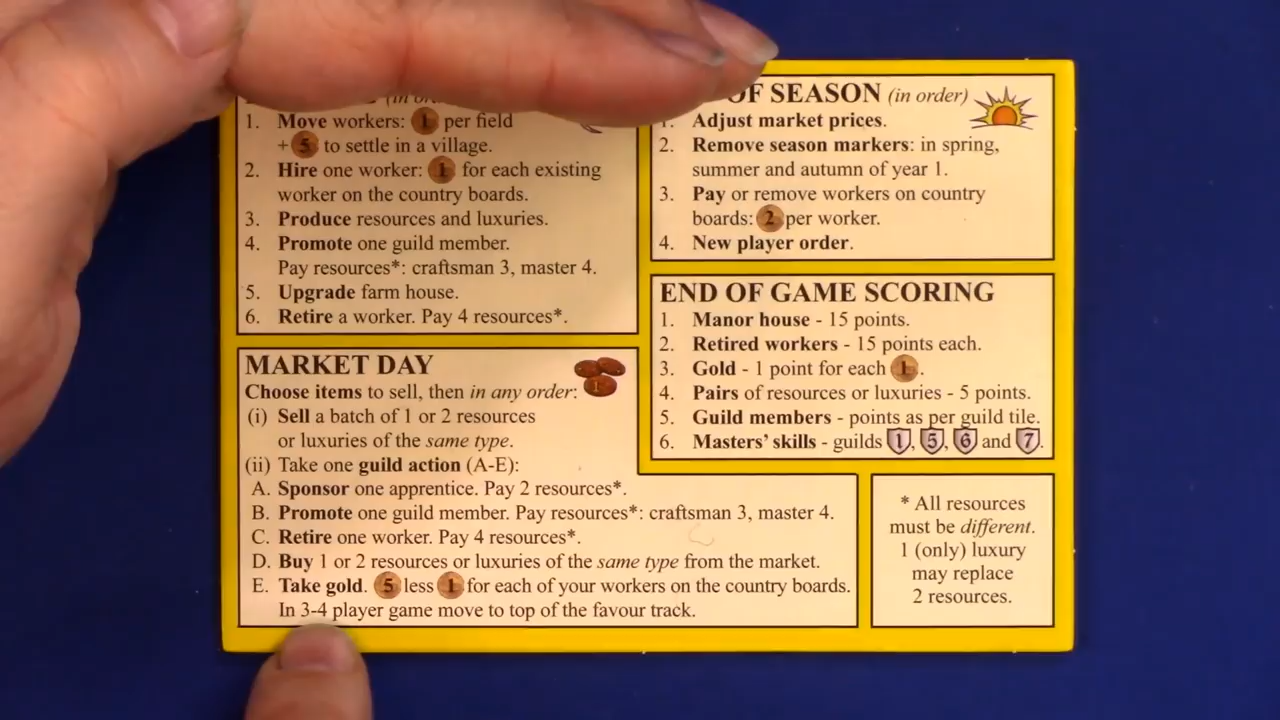 (in
1. Move workers: 1 per field
+ 5 to settle in a village.
2. Hire one worker: 1 for each existing
worker on the country boards.
3. Produce resources and luxuries.
4. Promote one guild member.
Pay resources*: craftsman 3, master 4.
5. Upgrade farm house.
6. Retire a worker. Pay 4 resources*.
MARKET DAY
1
Choose items to sell, then in any order:
(i) Sell a batch of 1 or 2 resources
or luxuries of the same type.
(ii) Take one guild action (A-E):
A. Sponsor one apprentice. Pay 2 resources*.
B. Promote one guild member. Pay resources*: craftsman 3, master 4.
C. Retire one worker. Pay 4 resources*.
D. Buy 1 or 2 resources or luxuries of the same type from the market.
E. Take gold. 5 less 1 for each of your workers on the country boards.
In 3-4 player game move to top of the favour track.
OF SEASON (in order)
1. Adjust market prices.
2. Remove season markers: in spring,
summer and autumn of year 1.
3. Pay or remove workers on country
boards: 2 per worker.
4. New player order.
END OF GAME SCORING
1. Manor house - 15 points.
2. Retired workers - 15 points each.
3. Gold - 1 point for each 1.
4. Pairs of resources or luxuries - 5 points.
5. Guild members - points as per guild tile.
6. Masters' skills - guilds 1, 5, 6 and 7.
* All resources
must be different.
1 (only) luxury
may replace
2 resources.